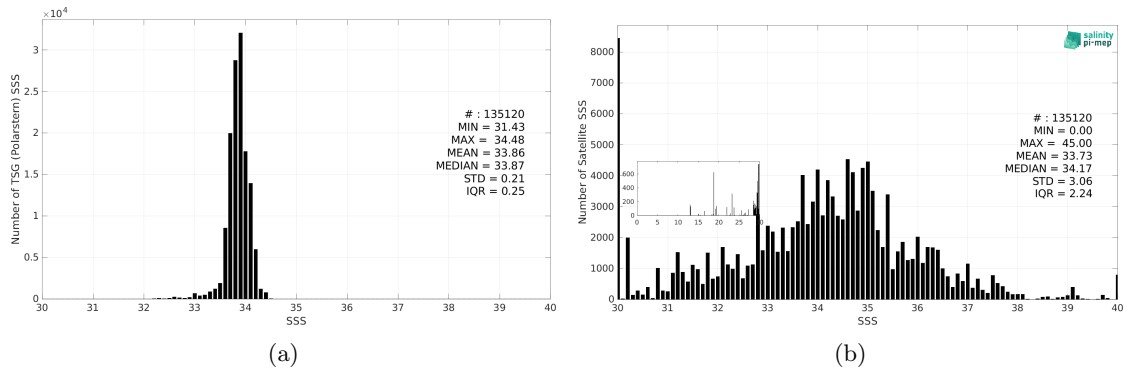 ×10^4
3
2.5
2
1.5
1
0.5
0
30 31 32 33 34 35 36 37 38 39 40
SSS
Number of TSG (Polarstern) SSS
# : 135120
MIN = 31.43
MAX = 34.48
MEAN = 33.86
MEDIAN = 33.87
STD = 0.21
IQR = 0.25
(a)
salinity
pi-mep
8000
7000
6000
5000
4000
3000
2000
1000
0
30 31 32 33 34 35 36 37 38 39 40
SSS
Number of Satellite SSS
# : 135120
MIN = 0.00
MAX = 45.00
MEAN = 33.73
MEDIAN = 34.17
STD = 3.06
IQR = 2.24
600
400
200
0
0 5 10 15 20 25
(b)